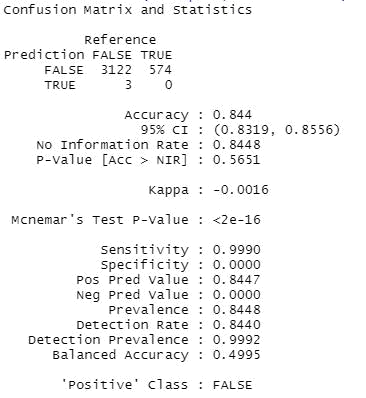 Confusion Matrix and Statistics
Reference
Prediction FALSE TRUE
FALSE 3122 574
TRUE 3 0
Accuracy : 0.844
95% CI : (0.8319, 0.8556)
No Information Rate : 0.8448
P-Value [Acc > NIR] : 0.5651
Kappa : -0.0016
Mcnemar's Test P-Value : <2e-16
Sensitivity : 0.9990
Specificity : 0.0000
Pos Pred Value : 0.8447
Neg Pred Value : 0.0000
Prevalence : 0.8448
Detection Rate : 0.8440
Detection Prevalence : 0.9992
Balanced Accuracy : 0.4995
'Positive' Class : FALSE